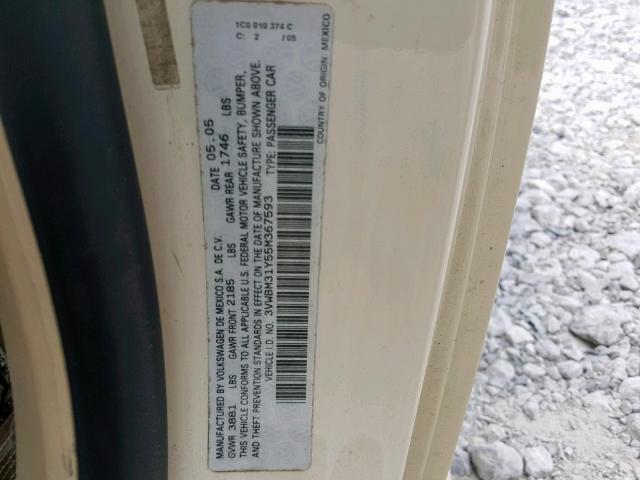 1C0 010 374 C
C: 2 / 05
MANUFACTURED BY VOLKSWAGEN DE MEXICO S.A. DE C.V. DATE 05.05
GVWR 3881 LBS GAWR FRONT 2185 LBS GAWR REAR 1746 LBS
THIS VEHICLE CONFORMS TO ALL APPLICABLE U.S. FEDERAL MOTOR VEHICLE SAFETY, BUMPER,
AND THEFT PREVENTION STANDARDS IN EFFECT ON THE DATE OF MANUFACTURE SHOWN ABOVE.
VEHICLE I.D. NO. 3VWBM31Y55M367593 TYPE: PASSENGER CAR
COUNTRY OF ORIGIN: MEXICO